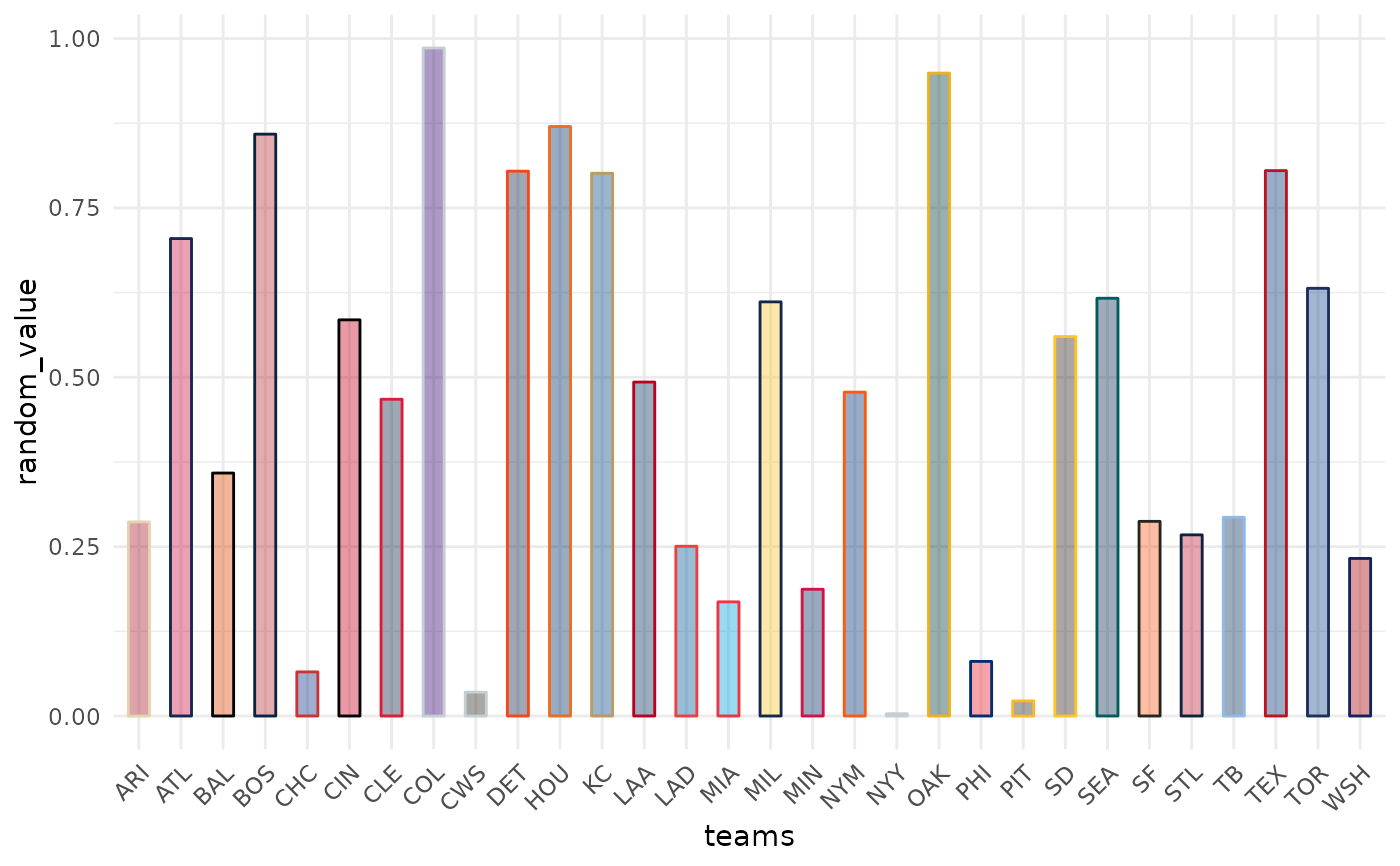 1.00
0.75
0.50
0.25
0.00
random_value
ARI
ATL
BAL
BOS
CHC
CIN
CLE
COL
CWS
DET
HOU
KC
LAA
LAD
MIA
MIL
MIN
NYM
NYY
OAK
PHI
PIT
SD
SEA
SF
STL
TB
TEX
TOR
WSH
teams